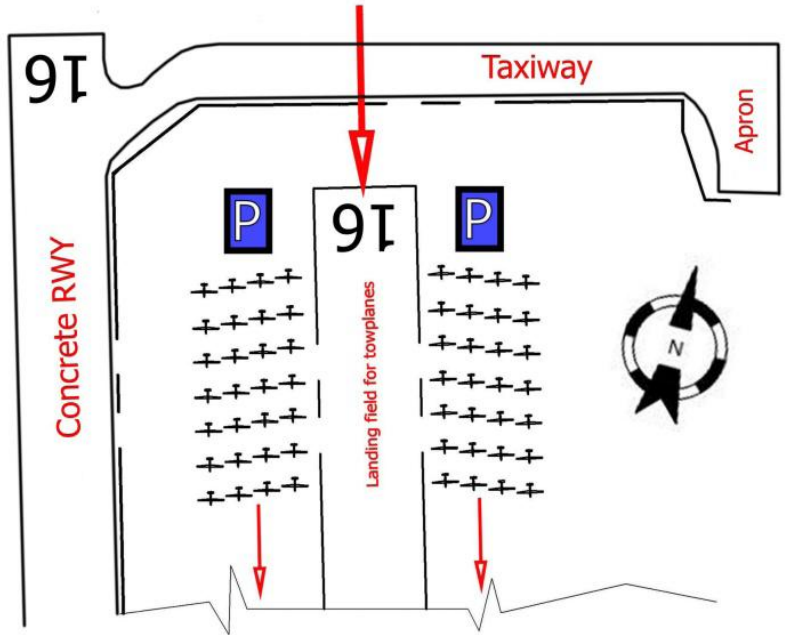 16
Taxiway
Apron
P
16
P
Concrete RWY
Landing field for towplanes
N